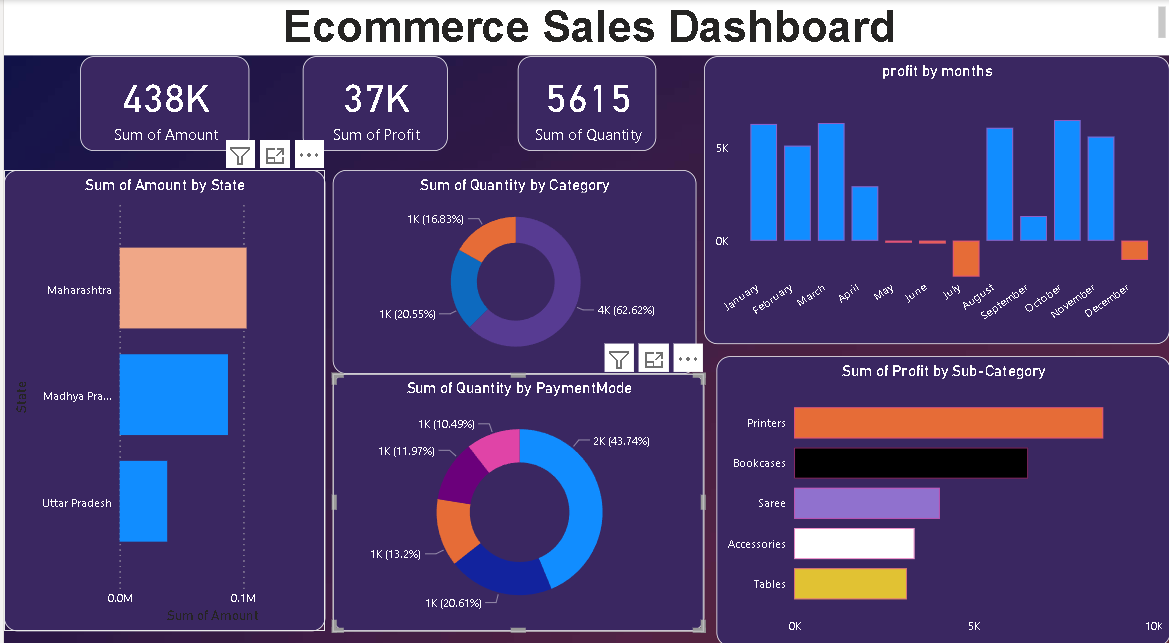 Ecommerce Sales Dashboard
438K
Sum of Amount
37K
Sum of Profit
5615
Sum of Quantity
profit by months
5K
0K
January
February
March
April
May
June
July
August
September
October
November
December
Sum of Amount by State
State
Maharashtra
Madhya Pra...
Uttar Pradesh
0.0M
0.1M
Sum of Amount
Sum of Quantity by Category
1K (16.83%)
1K (20.55%)
4K (62.62%)
Sum of Quantity by PaymentMode
1K (10.49%)
2K (43.74%)
1K (11.97%)
1K (13.2%)
1K (20.61%)
Sum of Profit by Sub-Category
Printers
Bookcases
Saree
Accessories
Tables
0K
5K
10K